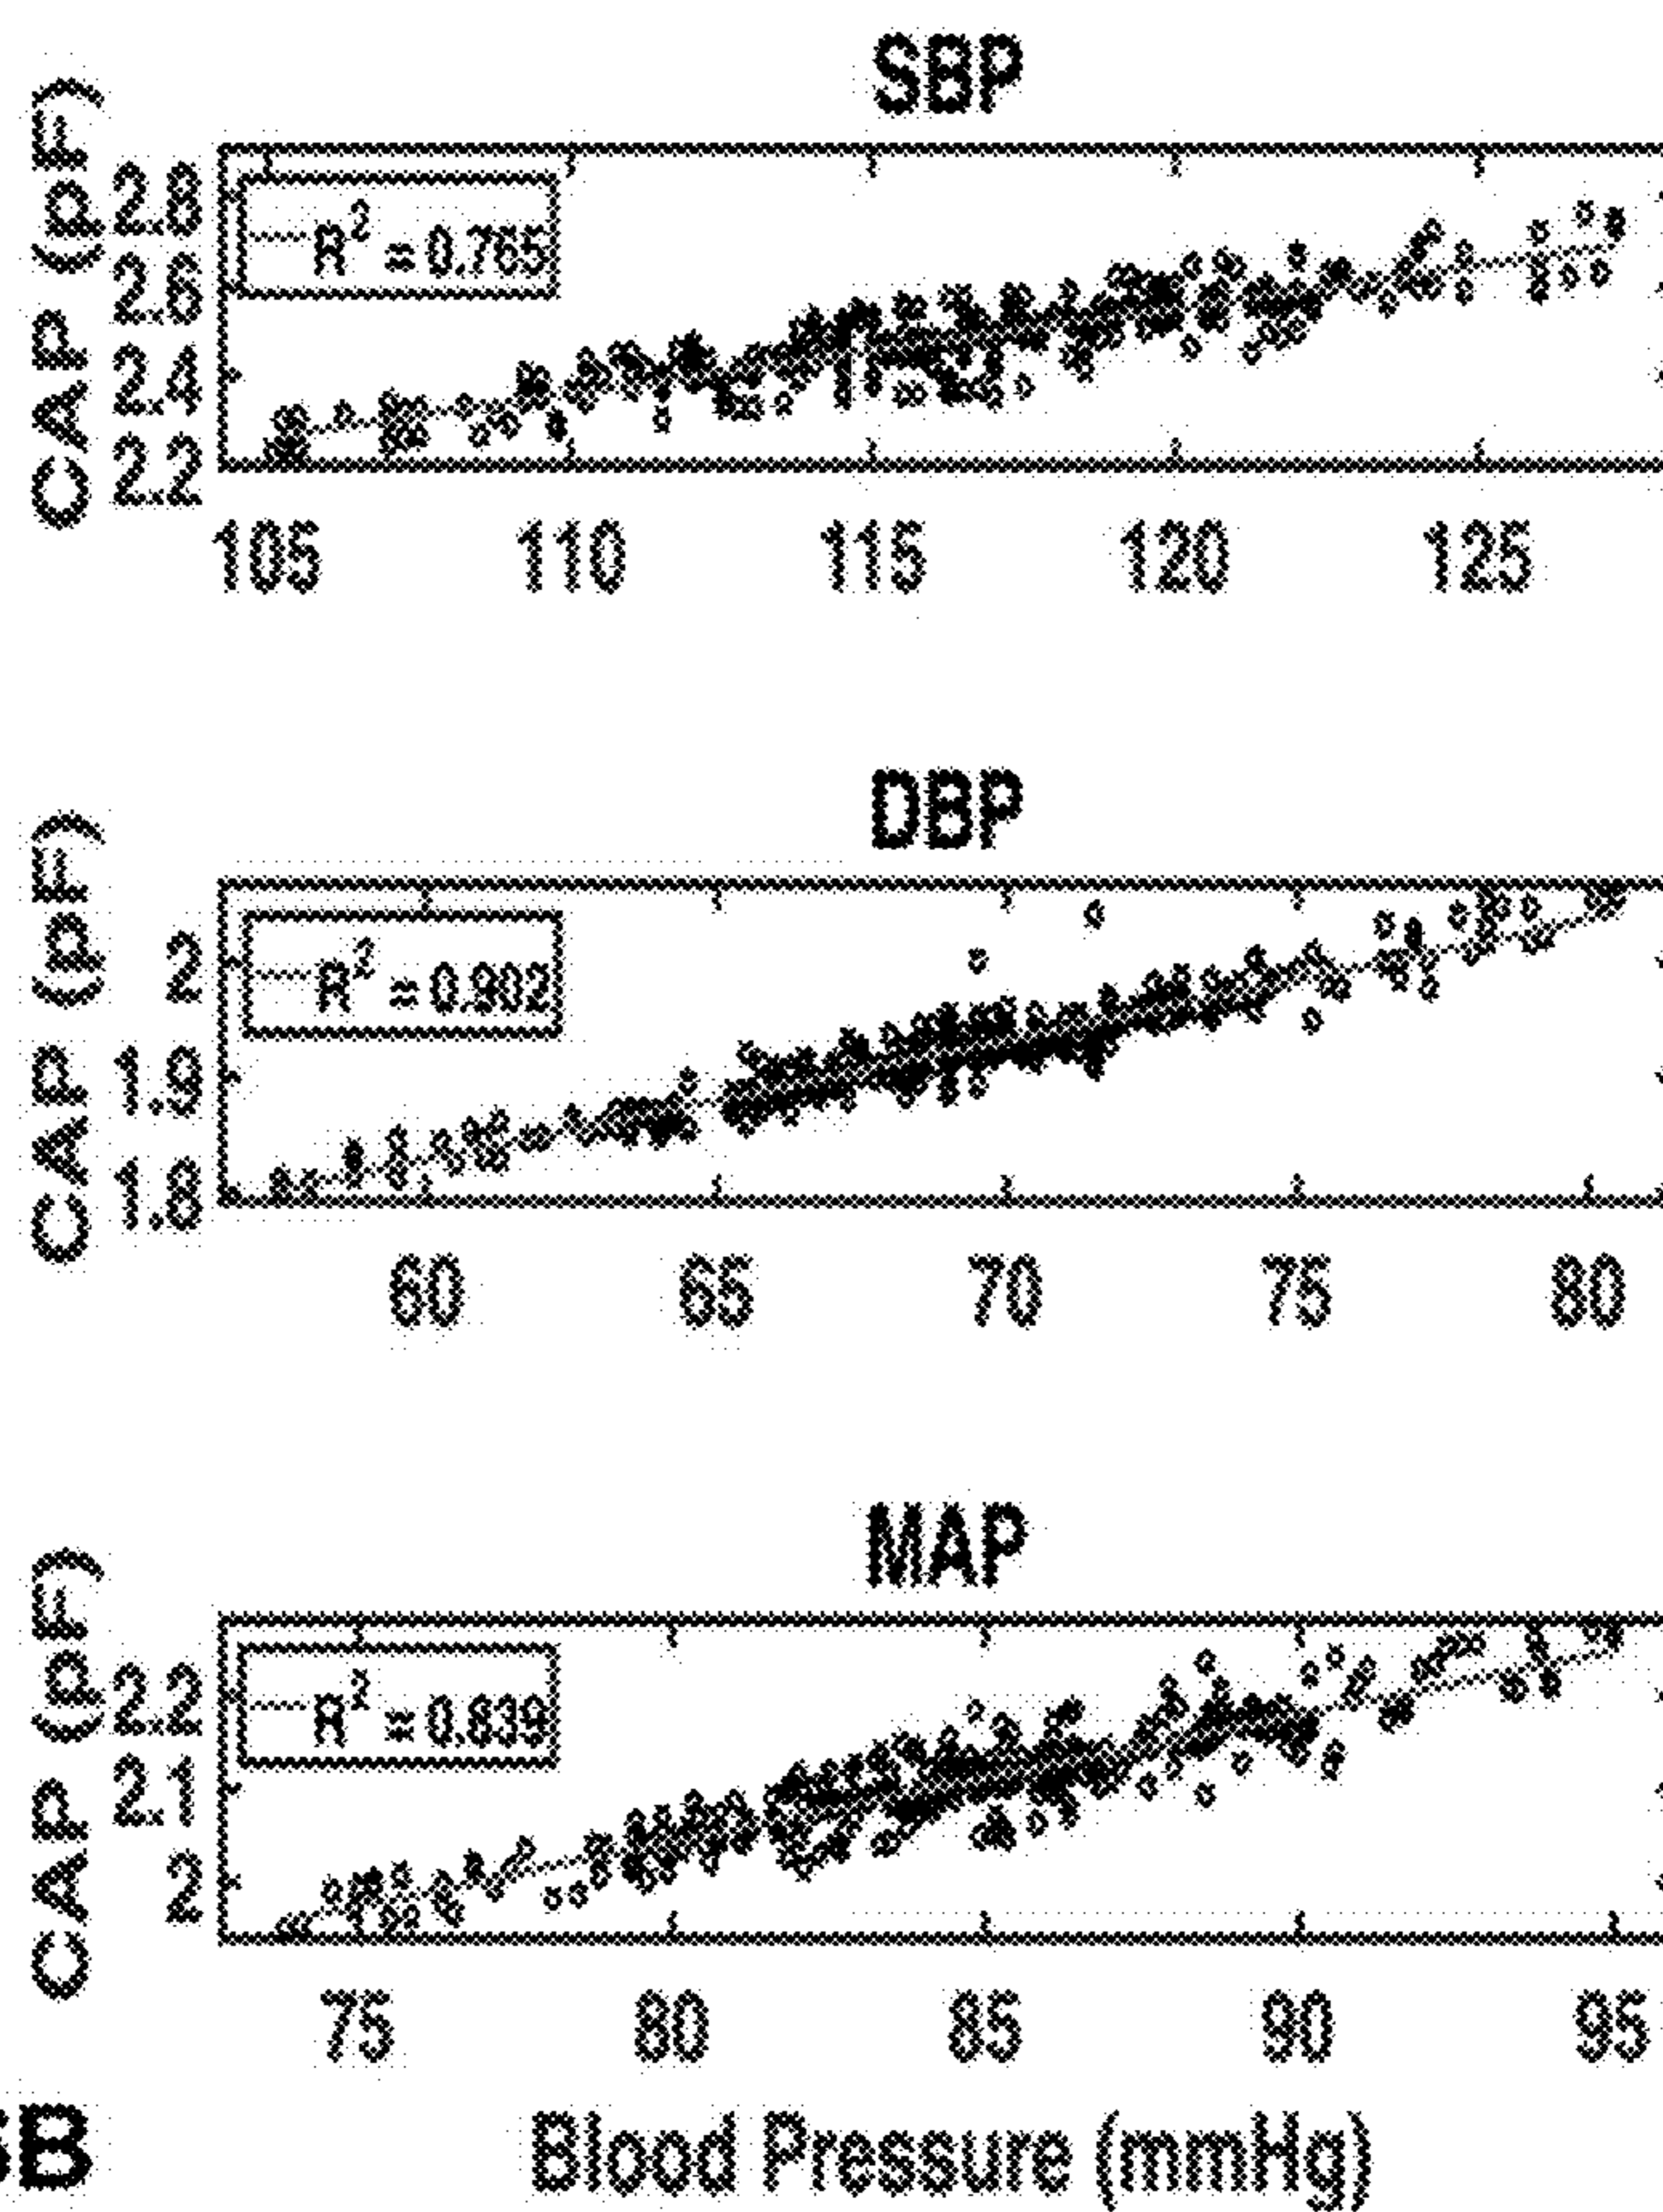 SBP
CAP (pF)
2.8
2.6
2.4
2.2
R² = 0.765
105 110 115 120 125
DBP
CAP (pF)
2
1.9
1.8
R² = 0.902
60 65 70 75 80
MAP
CAP (pF)
2.2
2.1
2
R² = 0.839
75 80 85 90 95
Blood Pressure (mmHg)